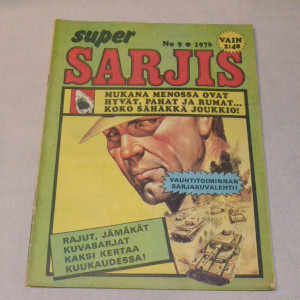 super
No 9 • 1976
VAIN
2:40
SARJIS
MUKANA MENOSSA OVAT
HYVÄT, PAHAT JA RUMAT...
KOKO SÄHÄKKÄ JOUKKIO!
VAUHTITOIMINNAN
SARJAKUVALEHTI!
RAJUT, JÄMÄKÄT
KUVASARJAT
KAKSI KERTAA
KUUKAUDESSA!